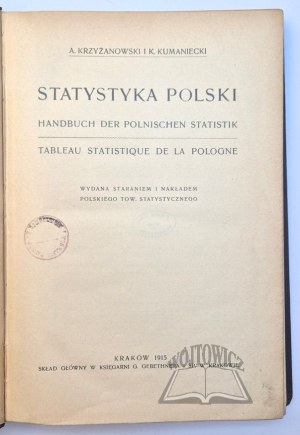 A. KRZYŻANOWSKI I K. KUMANIECKI
STATYSTYKA POLSKI
HANDBUCH DER POLNISCHEN STATISTIK
TABLEAU STATISTIQUE DE LA POLOGNE
WYDANA STARANIEM I NAKŁADEM
POLSKIEGO TOW. STATYSTYCZNEGO
KRAKÓW 1915
SKŁAD GŁÓWNY W KSIĘGARNI G. GEBETHNERA I SP. W KRAKOWIE
WÓJTOWICZ